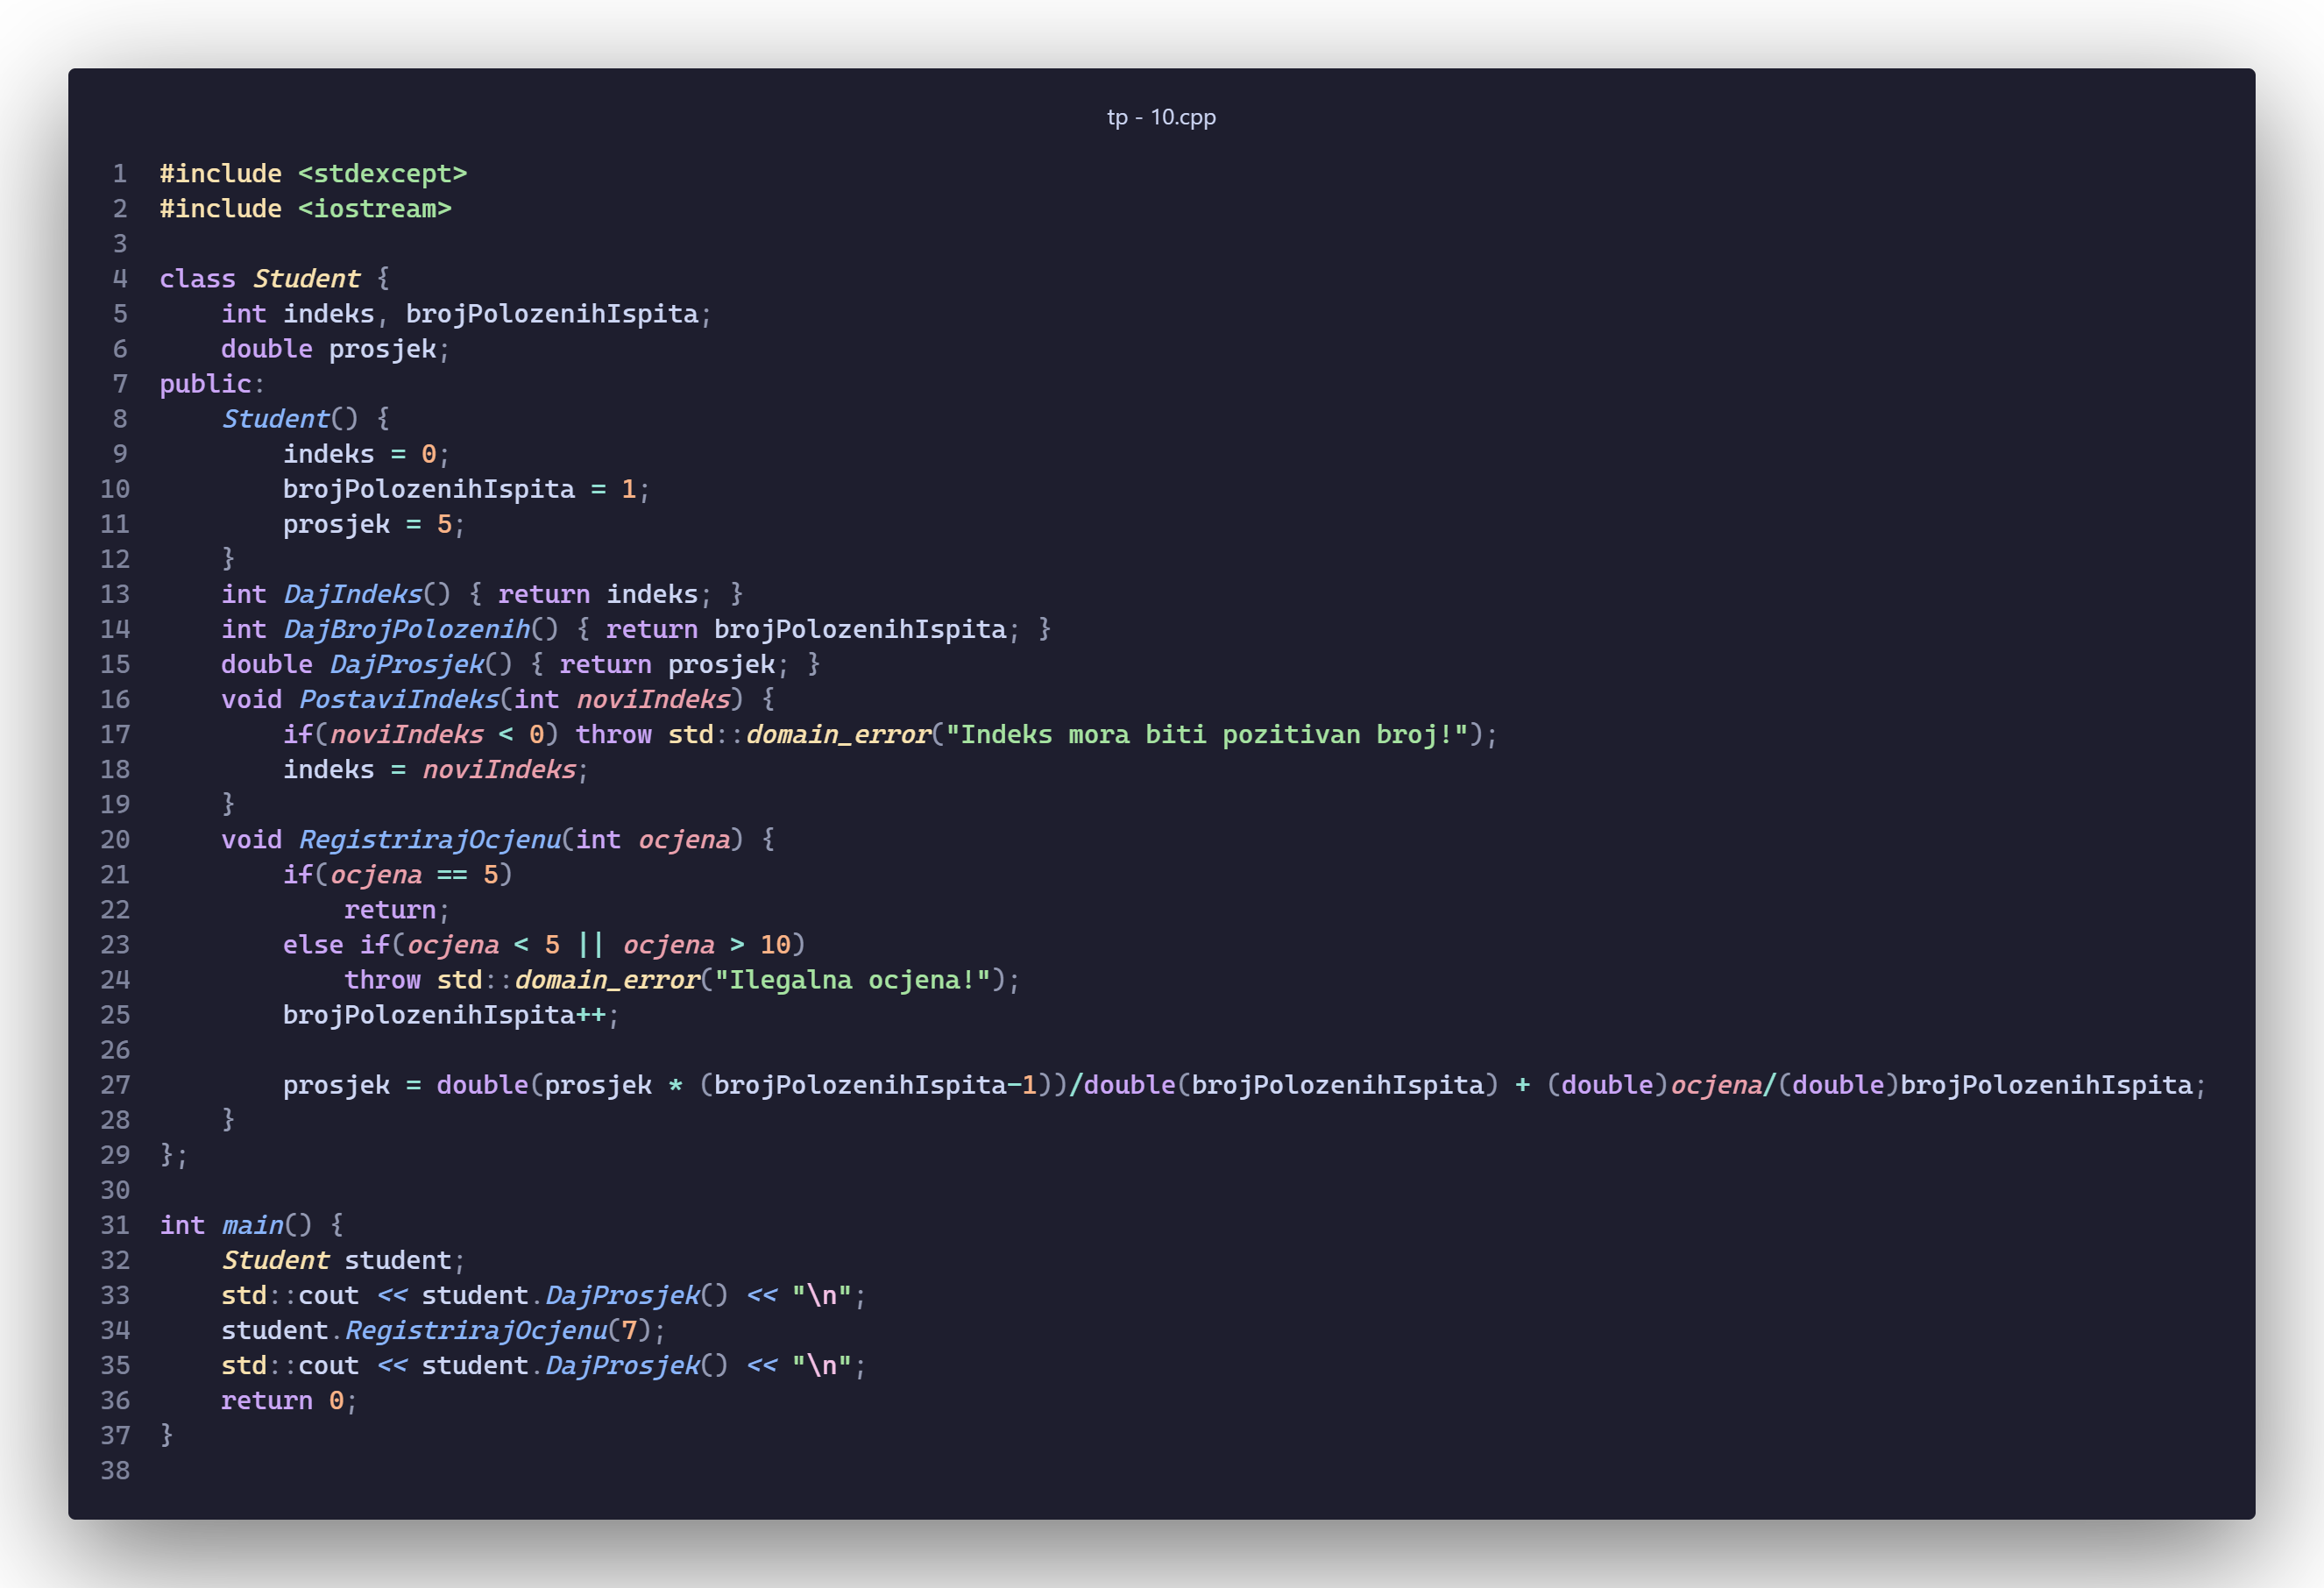 tp - 10.cpp
1 #include <stdexcept>
2 #include <iostream>
3
4 class Student {
5     int indeks, brojPolozenihIspita;
6     double prosjek;
7 public:
8     Student() {
9         indeks = 0;
10         brojPolozenihIspita = 1;
11         prosjek = 5;
12     }
13     int DajIndeks() { return indeks; }
14     int DajBrojPolozenih() { return brojPolozenihIspita; }
15     double DajProsjek() { return prosjek; }
16     void PostaviIndeks(int noviIndeks) {
17         if(noviIndeks < 0) throw std::domain_error("Indeks mora biti pozitivan broj!");
18         indeks = noviIndeks;
19     }
20     void RegistrirajOcjenu(int ocjena) {
21         if(ocjena == 5)
22             return;
23         else if(ocjena < 5 || ocjena > 10)
24             throw std::domain_error("Ilegalna ocjena!");
25         brojPolozenihIspita++;
26
27         prosjek = double(prosjek * (brojPolozenihIspita-1))/double(brojPolozenihIspita) + (double)ocjena/(double)brojPolozenihIspita;
28     }
29 };
30
31 int main() {
32     Student student;
33     std::cout << student.DajProsjek() << "\n";
34     student.RegistrirajOcjenu(7);
35     std::cout << student.DajProsjek() << "\n";
36     return 0;
37 }
38